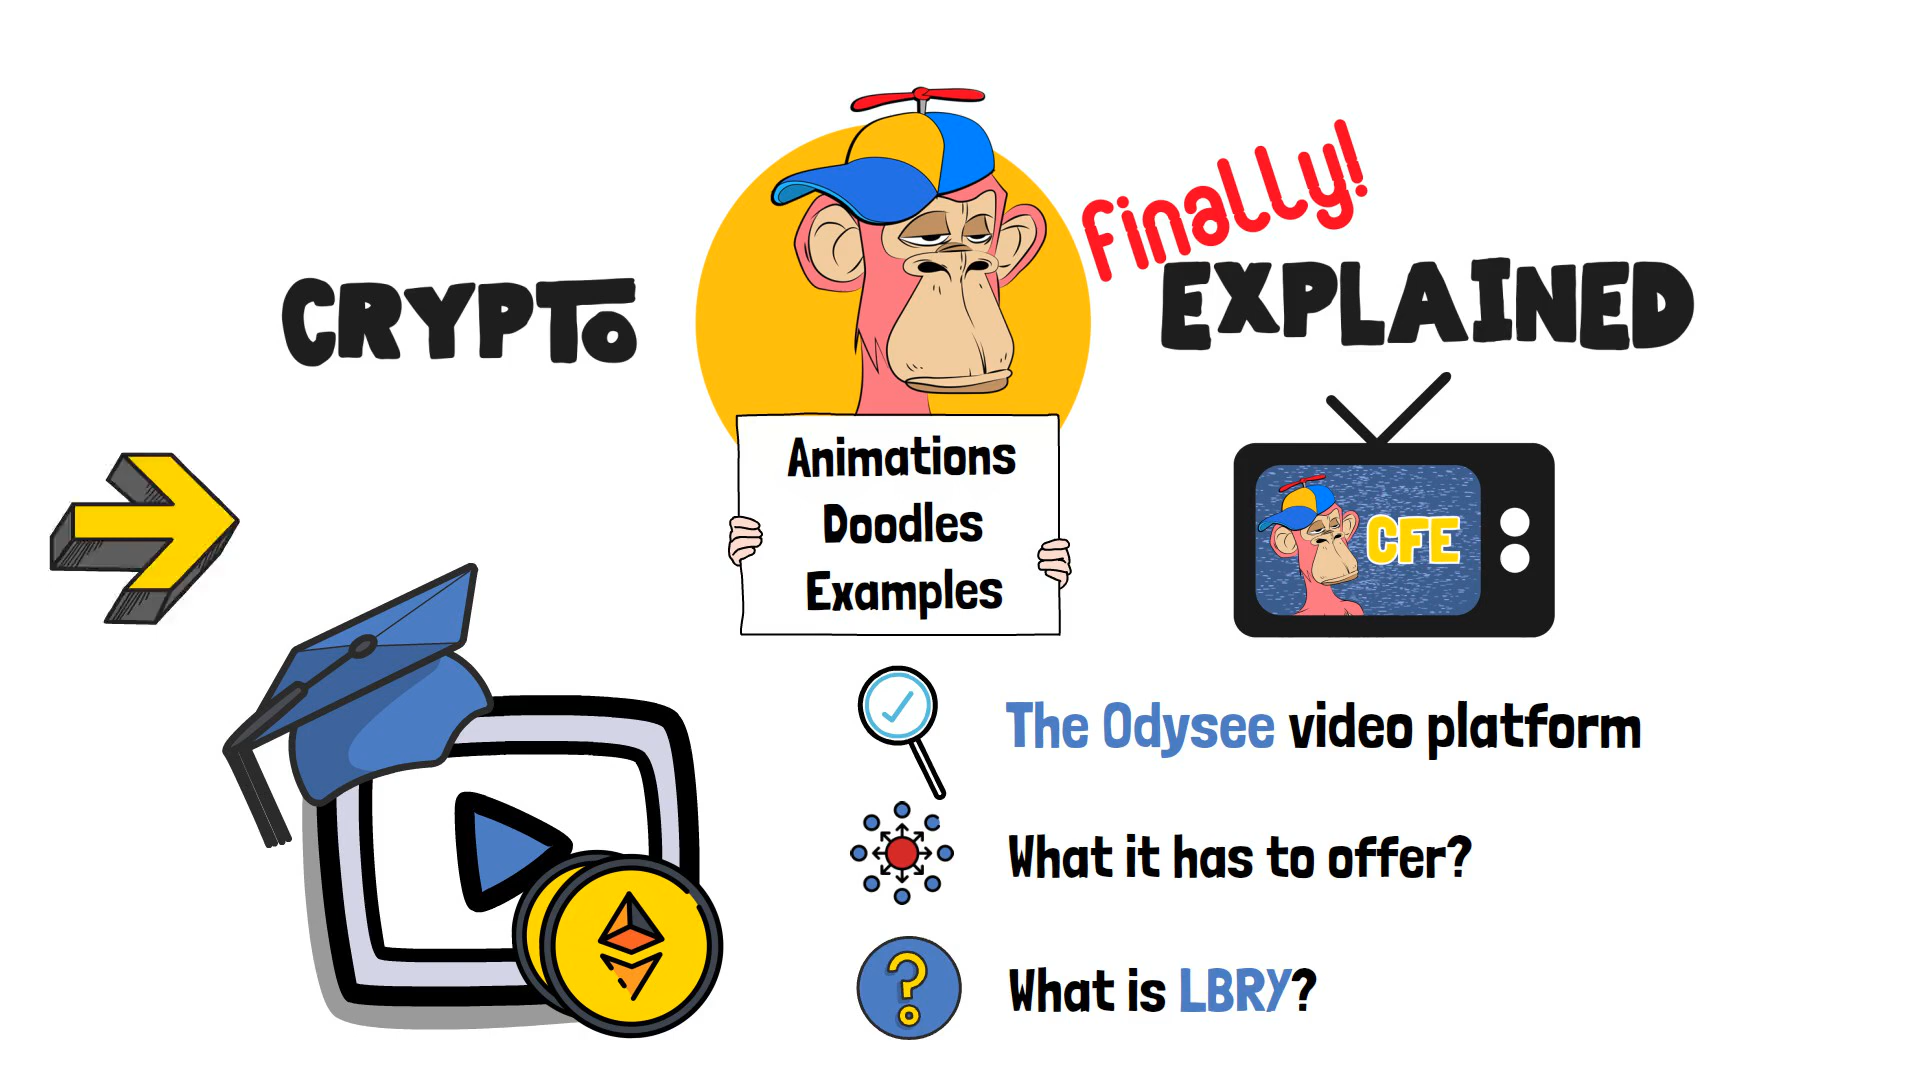 CRYPTO
Finally!
EXPLAINED
Animations
Doodles
Examples
CFE
The Odysee video platform
What it has to offer?
What is LBRY?